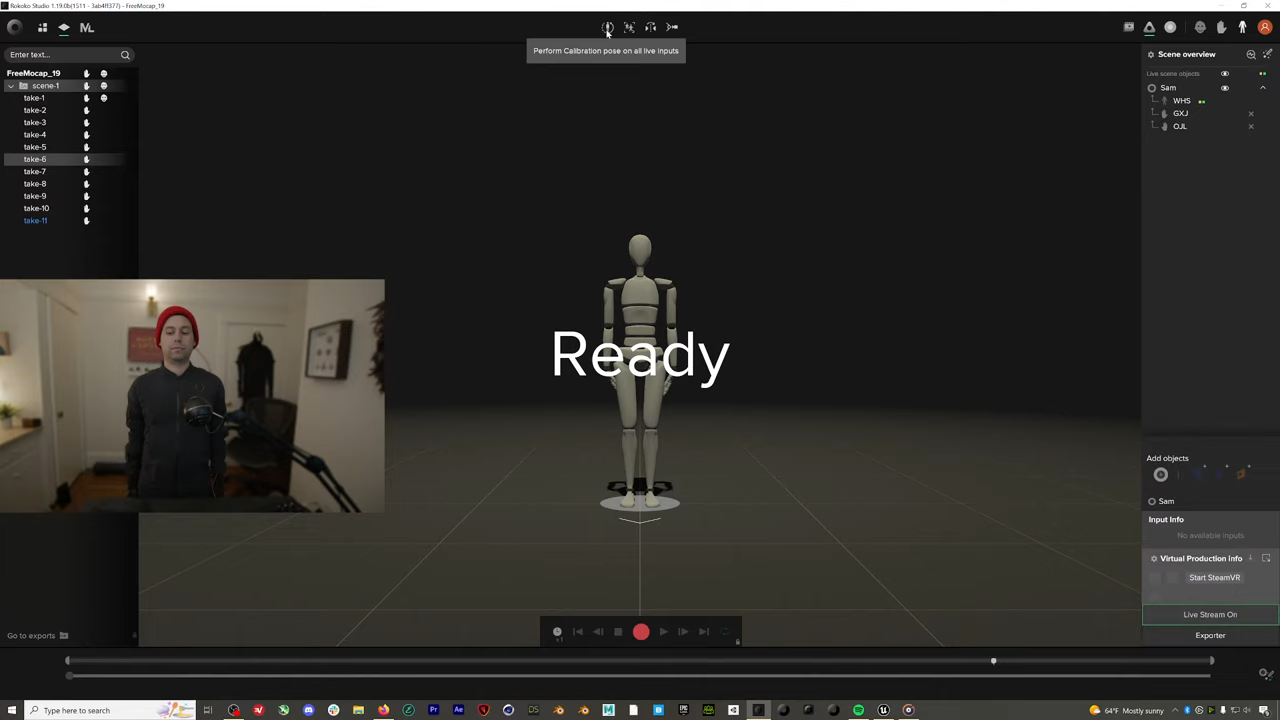 Rokoko Studio 1.19.0b(1511 - 3ab4ff377) - FreeMocap_19
ML
Perform Calibration pose on all live inputs
Enter text...
FreeMocap_19
scene-1
take-1
take-2
take-3
take-4
take-5
take-6
take-7
take-8
take-9
take-10
take-11
Ready
Scene overview
Live scene objects
Sam
WHS
GXJ
OJL
Add objects
Sam
Input Info
No available inputs
Virtual Production info
Start SteamVR
Live Stream On
Exporter
Go to exports
x1
Type here to search
64°F Mostly sunny